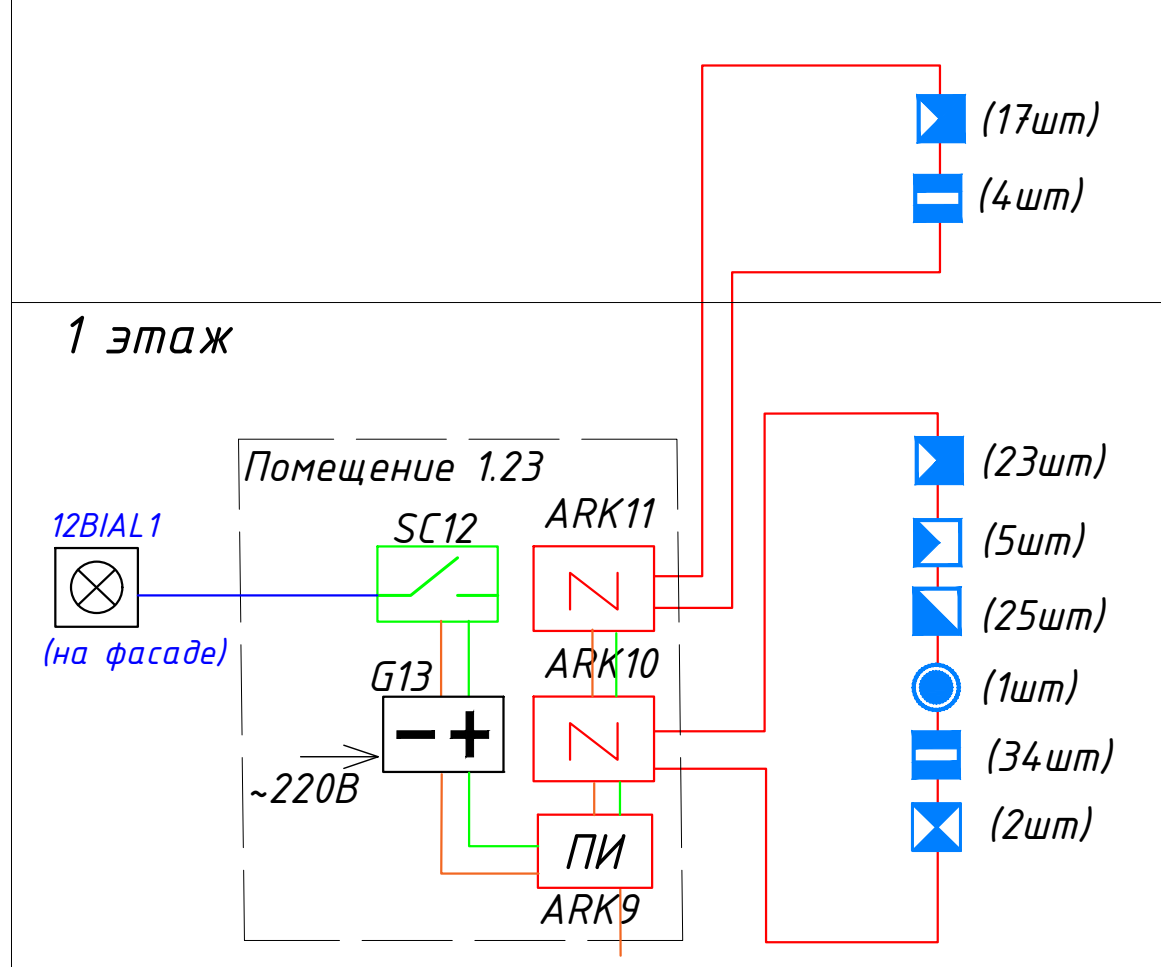 (17шт)
(4шт)
1 этаж
Помещение 1.23
12BIAL1
SC12
ARK11
(на фасаде)
G13
ARK10
~220В
ПИ
ARK9
(23шт)
(5шт)
(25шт)
(1шт)
(34шт)
(2шт)